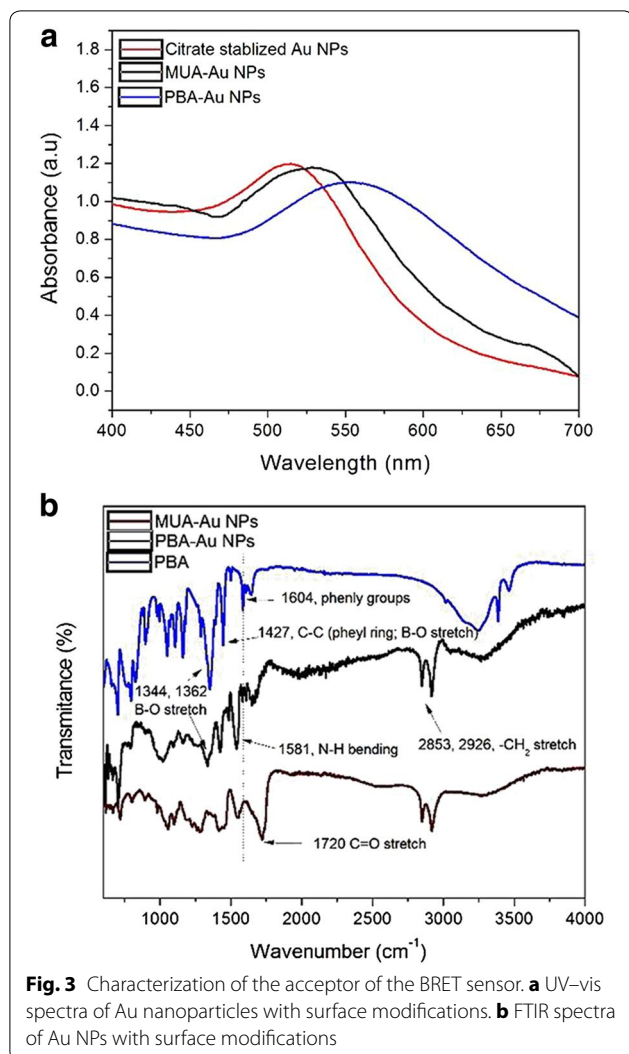 a
Citrate stablized Au NPs
MUA-Au NPs
PBA-Au NPs
1.8
1.6
1.4
1.2
1.0
0.8
0.6
0.4
0.2
0.0
Absorbance (a.u)
400 450 500 550 600 650 700
Wavelength (nm)
b
MUA-Au NPs
PBA-Au NPs
PBA
1604, phenly groups
1427, C-C (pheyl ring; B-O stretch)
1344, 1362
B-O stretch
1581, N-H bending
2853, 2926, -CH₂ stretch
1720 C=O stretch
Transmitance (%)
1000 1500 2000 2500 3000 3500 4000
Wavenumber (cm⁻¹)
Fig. 3 Characterization of the acceptor of the BRET sensor. a UV–vis
spectra of Au nanoparticles with surface modifications. b FTIR spectra
of Au NPs with surface modifications